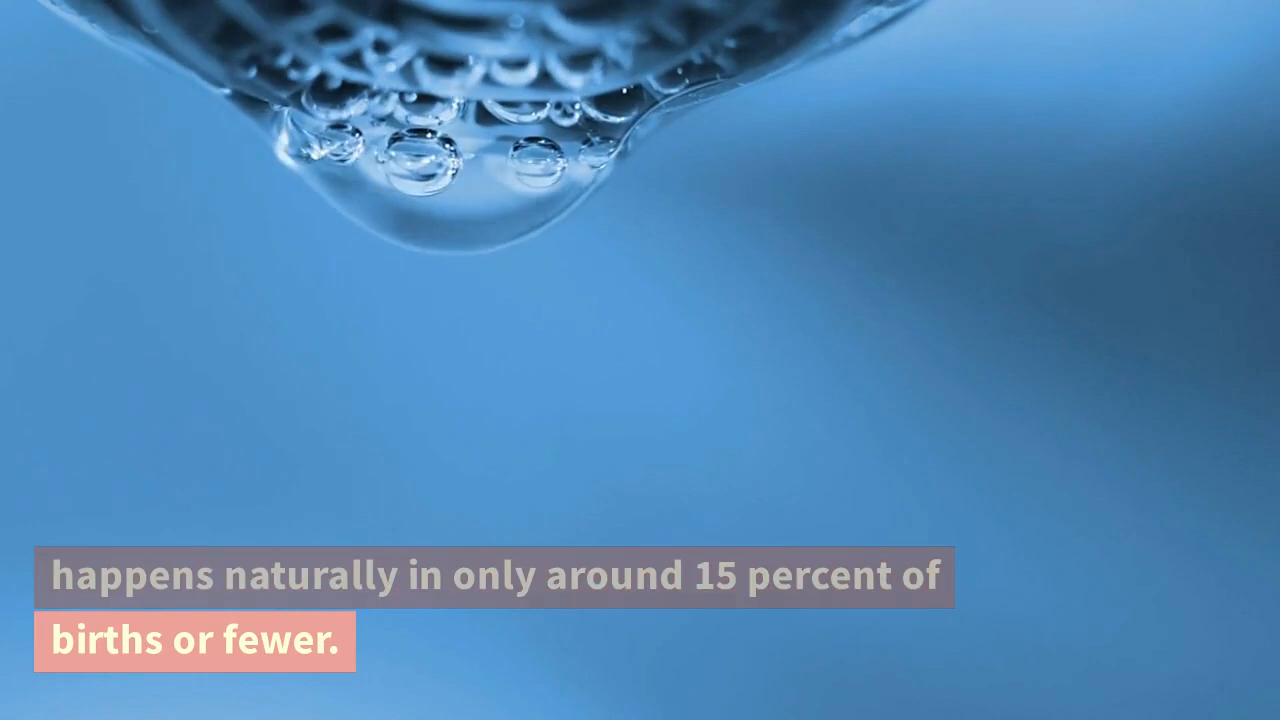 happens naturally in only around 15 percent of
births or fewer.